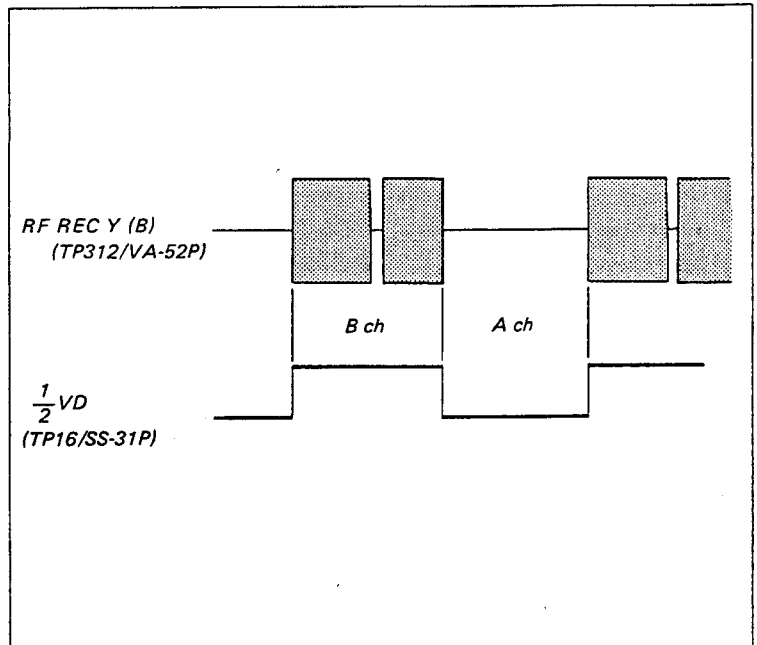 RF REC Y (B)
(TP312/VA-52P)
B ch
A ch
1/2 VD
(TP16/SS-31P)